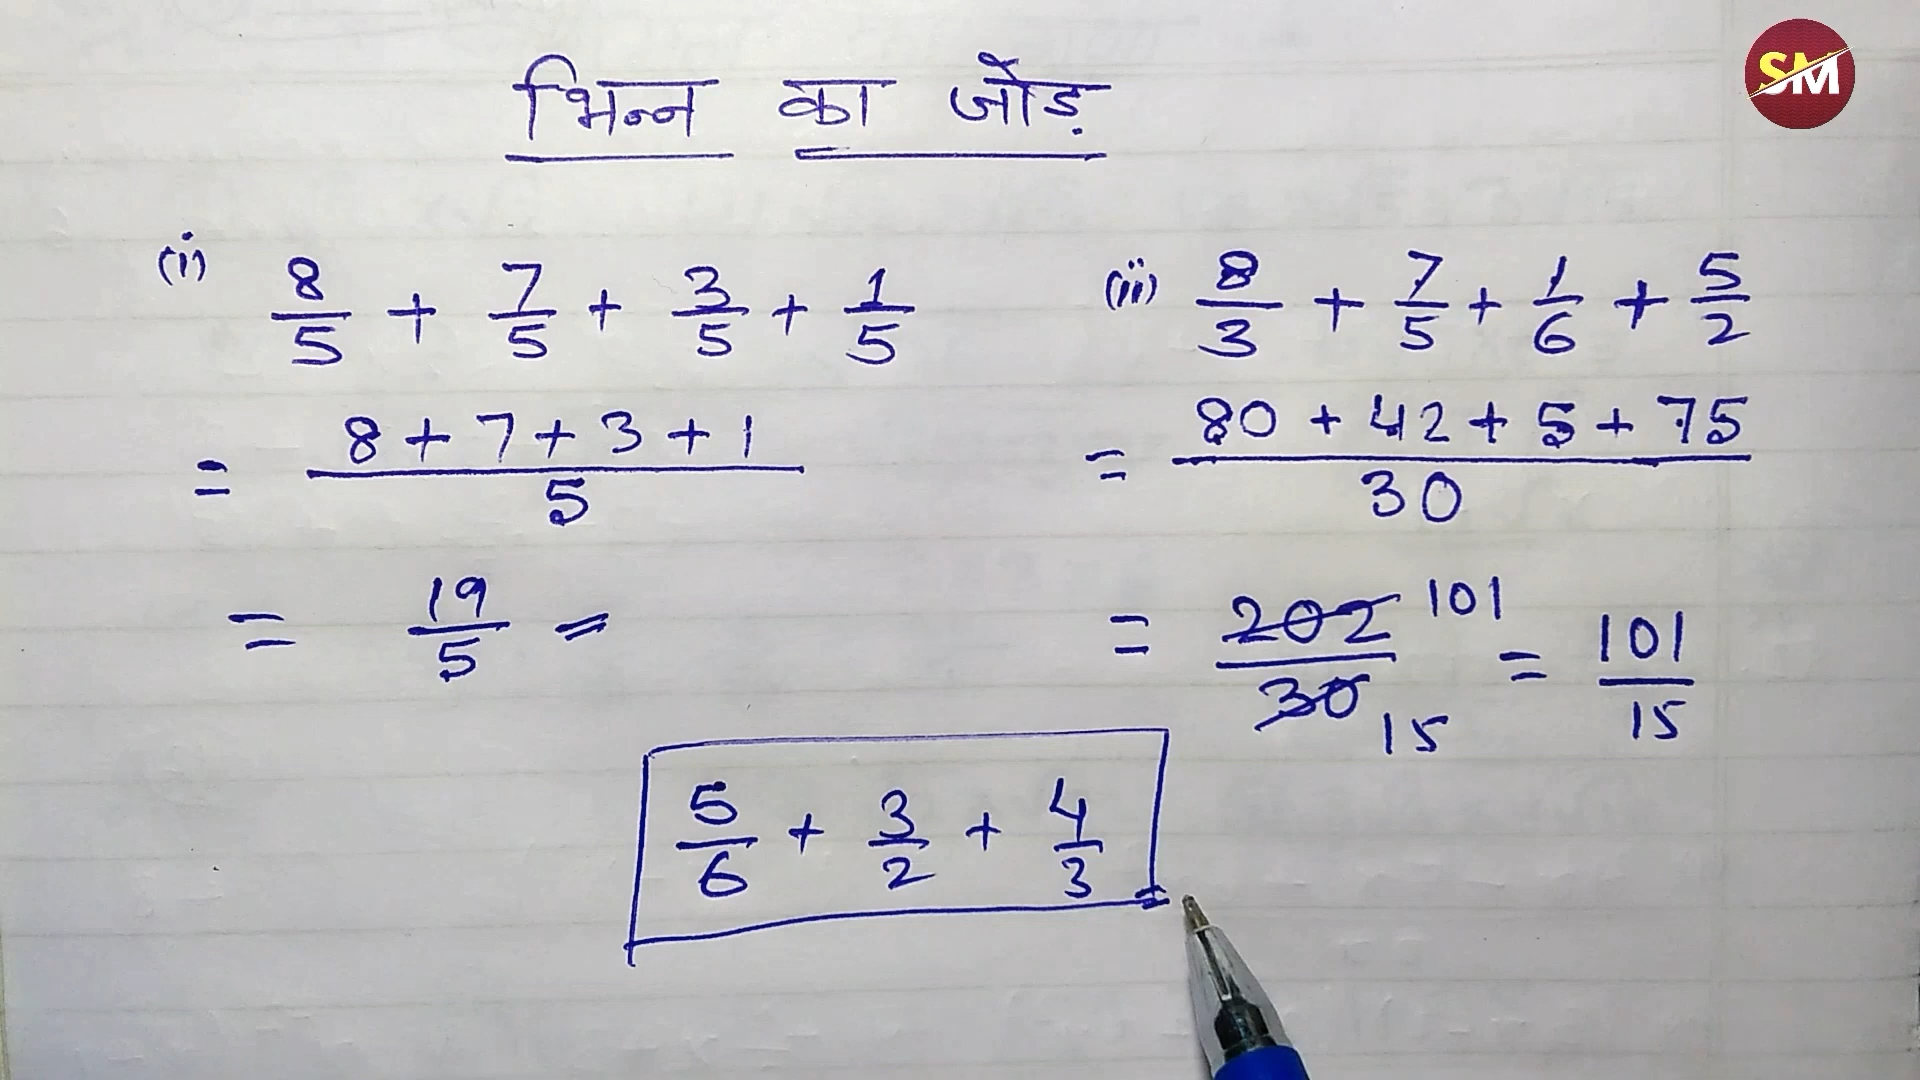 SM
भिन्न का जोड़
(i) 8/5 + 7/5 + 3/5 + 1/5
= 8 + 7 + 3 + 1 / 5
= 19/5 =
(ii) 8/3 + 7/5 + 1/6 + 5/2
= 80 + 42 + 5 + 75 / 30
= 202/30 101 15 = 101/15
5/6 + 3/2 + 4/3 =